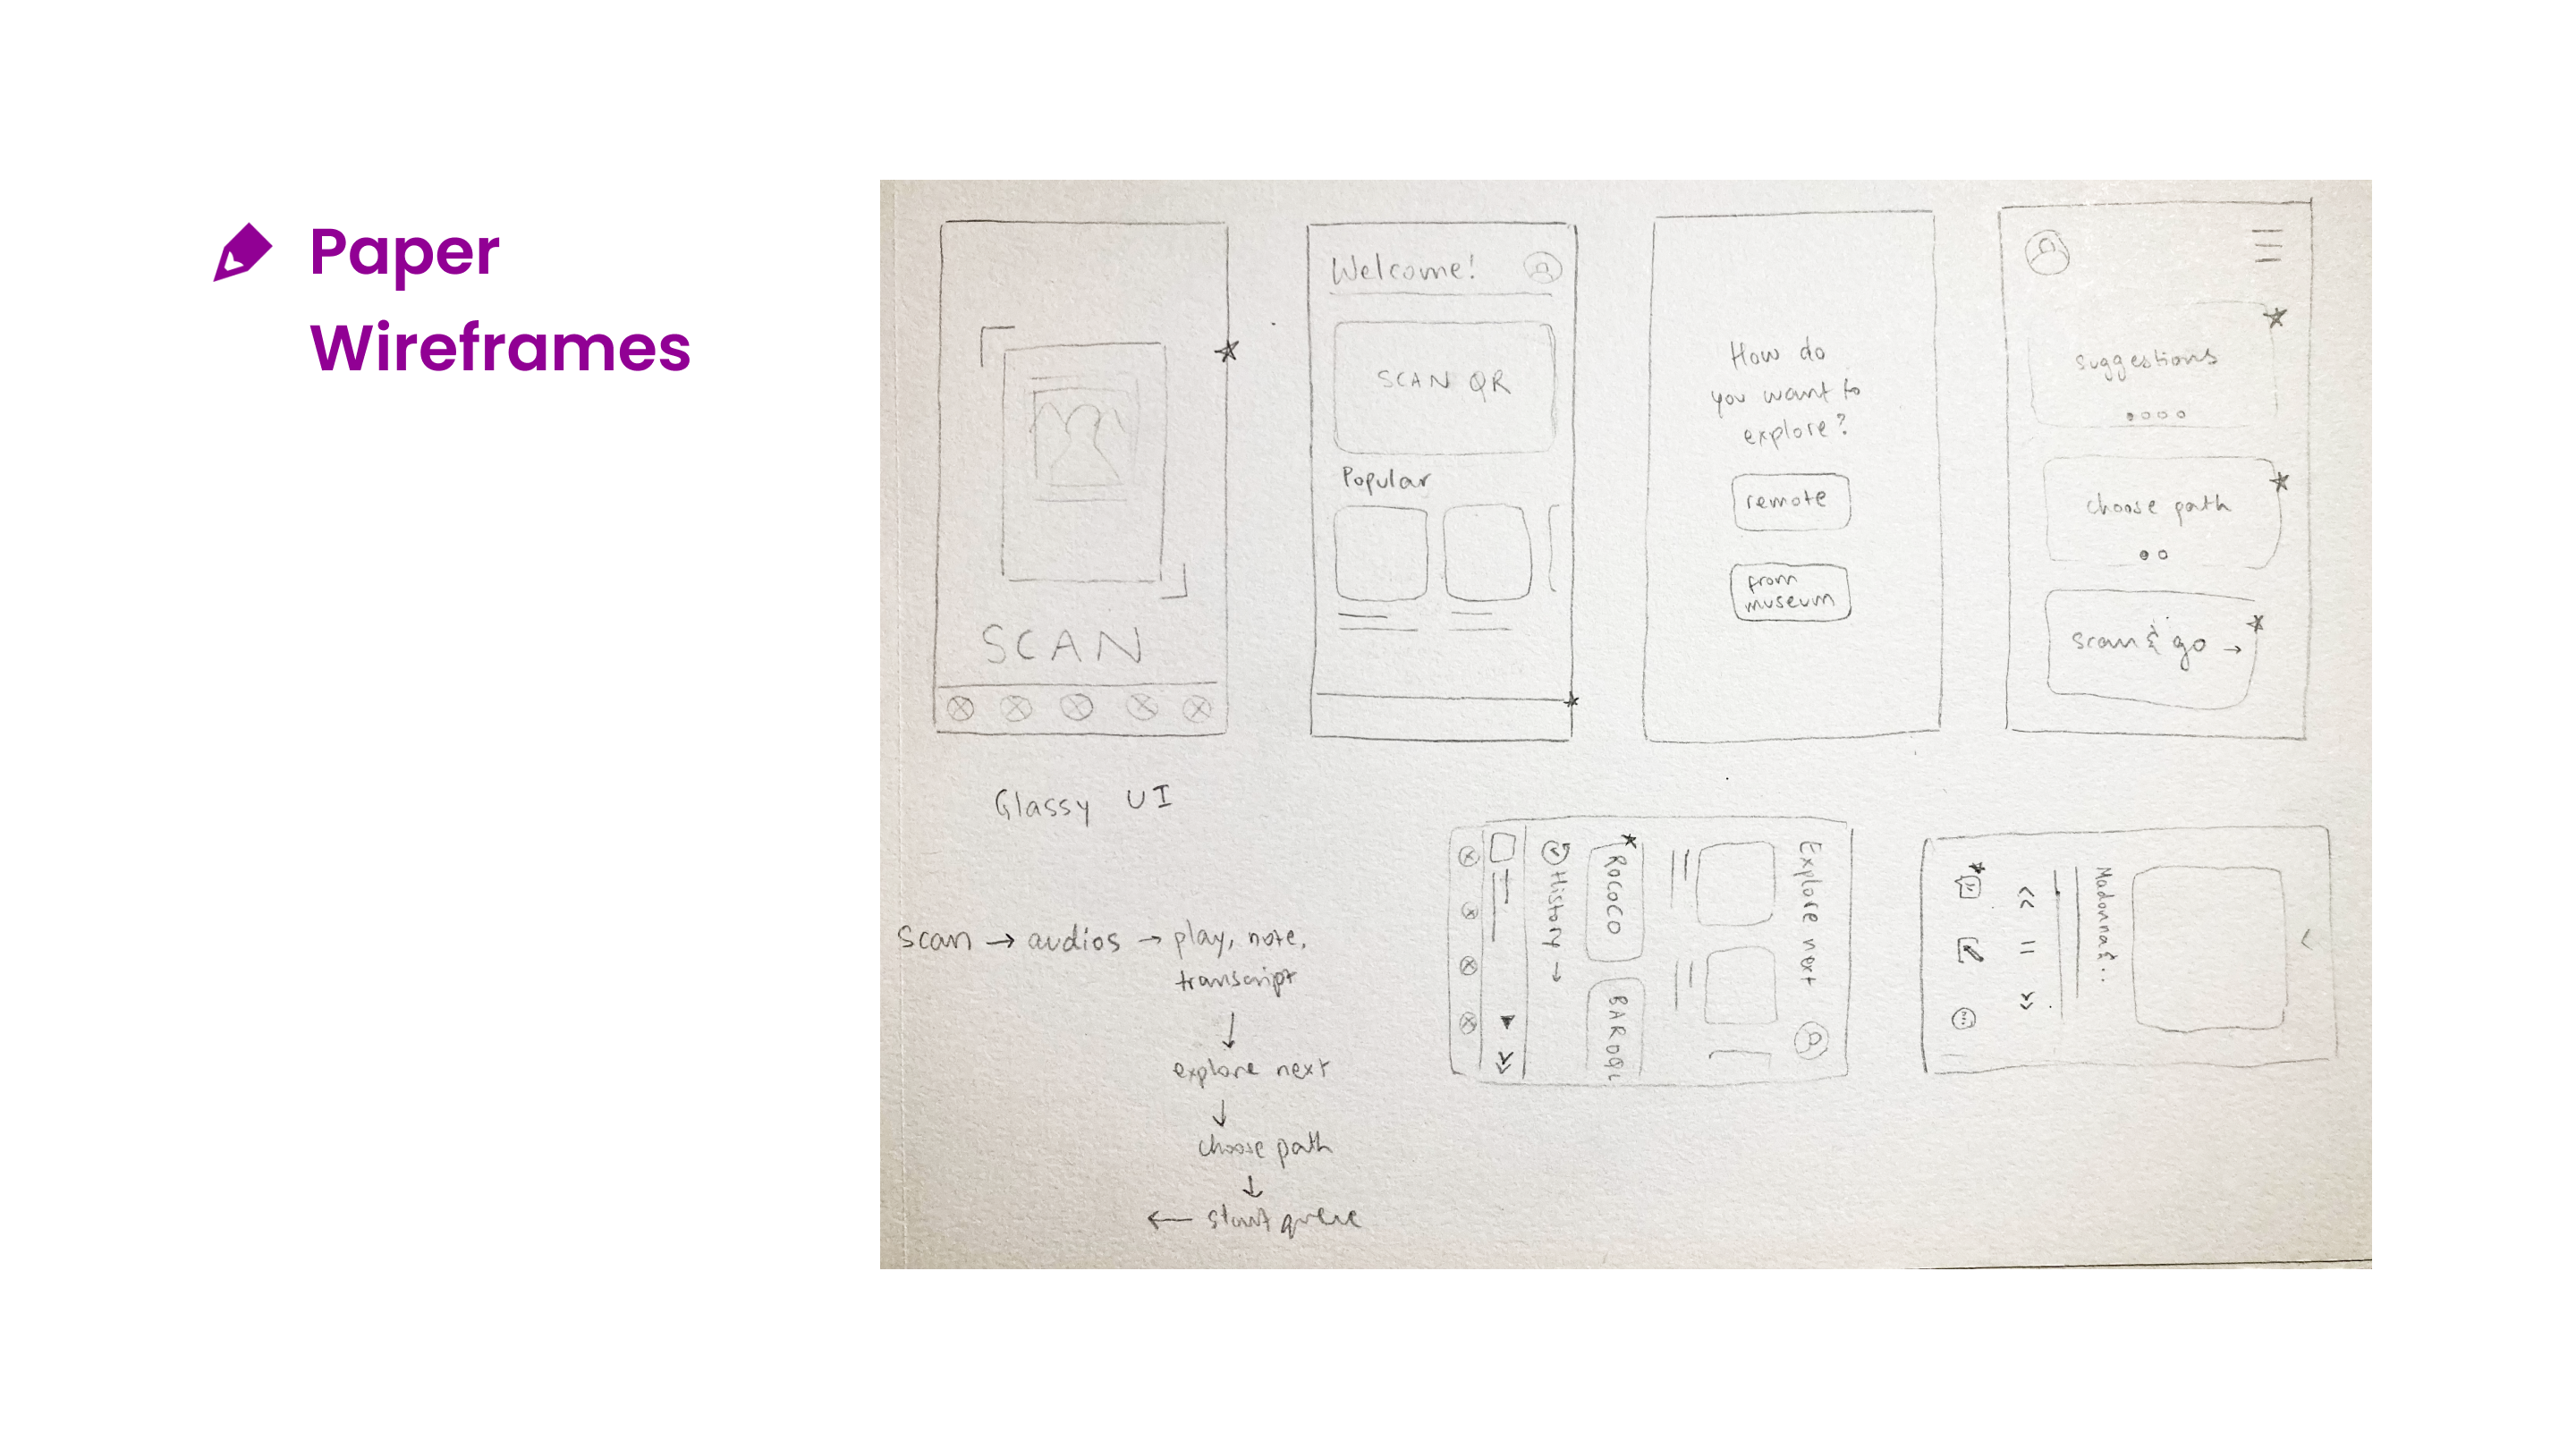 Paper
Wireframes
SCAN
Welcome!
SCAN QR
Popular
How do
you want to
explore?
remote
from
museum
suggestions
choose path
scan & go →
Glassy UI
Scan → audios → play, note,
transcript
↓
explore next
↓
choose path
↓
← start queue
Explore next
ROCOCO
BAROQU
History →
Madonna & ..